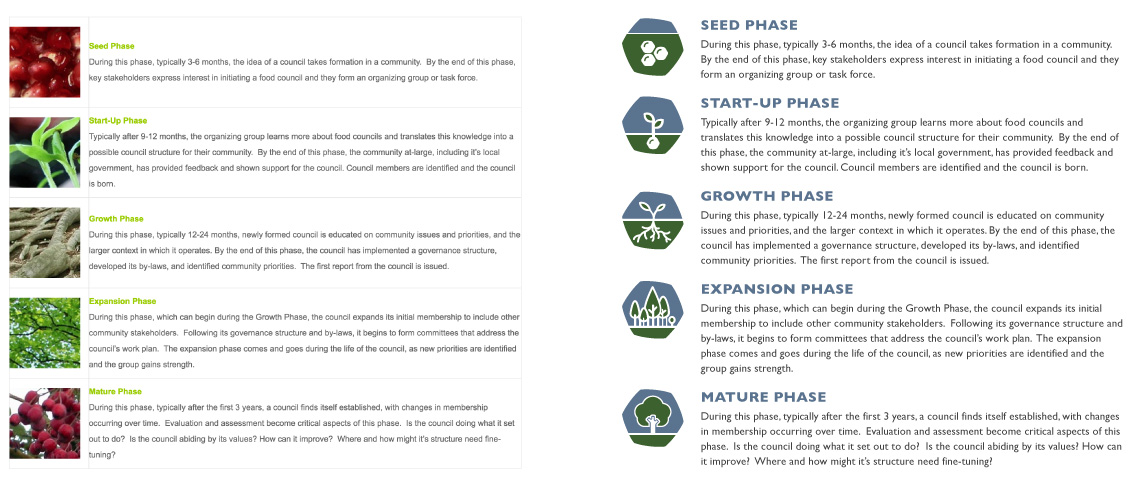 Seed Phase
During this phase, typically 3-6 months, the idea of a council takes formation in a community.  By the end of this phase,
key stakeholders express interest in initiating a food council and they form an organizing group or task force.
Start-Up Phase
Typically after 9-12 months, the organizing group learns more about food councils and translates this knowledge into a
possible council structure for their community.  By the end of this phase, the community at-large, including it's local
government, has provided feedback and shown support for the council. Council members are identified and the council
is born.
Growth Phase
During this phase, typically 12-24 months, newly formed council is educated on community issues and priorities, and the
larger context in which it operates. By the end of this phase, the council has implemented a governance structure,
developed its by-laws, and identified community priorities.  The first report from the council is issued.
Expansion Phase
During this phase, which can begin during the Growth Phase, the council expands its initial membership to include other
community stakeholders.  Following its governance structure and by-laws, it begins to form committees that address the
council's work plan.  The expansion phase comes and goes during the life of the council, as new priorities are identified
and the group gains strength.
Mature Phase
During this phase, typically after the first 3 years, a council finds itself established, with changes in membership
occurring over time.  Evaluation and assessment become critical aspects of this phase.  Is the council doing what it set
out to do?  Is the council abiding by its values? How can it improve?  Where and how might it's structure need fine-
tuning?
SEED PHASE
During this phase, typically 3-6 months, the idea of a council takes formation in a community.
By the end of this phase, key stakeholders express interest in initiating a food council and they
form an organizing group or task force.
START-UP PHASE
Typically after 9-12 months, the organizing group learns more about food councils and
translates this knowledge into a possible council structure for their community.  By the end of
this phase, the community at-large, including it's local government, has provided feedback and
shown support for the council. Council members are identified and the council is born.
GROWTH PHASE
During this phase, typically 12-24 months, newly formed council is educated on community
issues and priorities, and the larger context in which it operates. By the end of this phase, the
council has implemented a governance structure, developed its by-laws, and identified
community priorities.  The first report from the council is issued.
EXPANSION PHASE
During this phase, which can begin during the Growth Phase, the council expands its initial
membership to include other community stakeholders.  Following its governance structure and
by-laws, it begins to form committees that address the council's work plan.  The expansion
phase comes and goes during the life of the council, as new priorities are identified and the
group gains strength.
MATURE PHASE
During this phase, typically after the first 3 years, a council finds itself established, with changes
in membership occurring over time.  Evaluation and assessment become critical aspects of this
phase.  Is the council doing what it set out to do?  Is the council abiding by its values? How can
it improve?  Where and how might it's structure need fine-tuning?